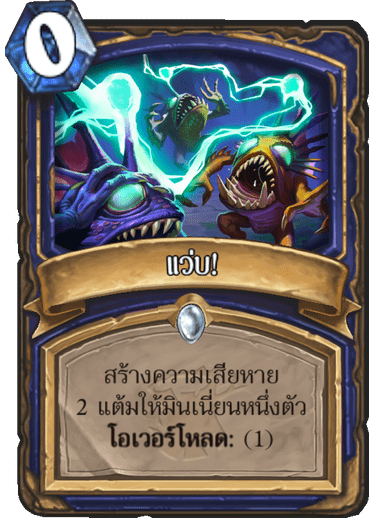 0
แว่บ!
สร้างความเสียหาย
2 แต้มให้มินเนี่ยนหนึ่งตัว
โอเวอร์โหลด: (1)